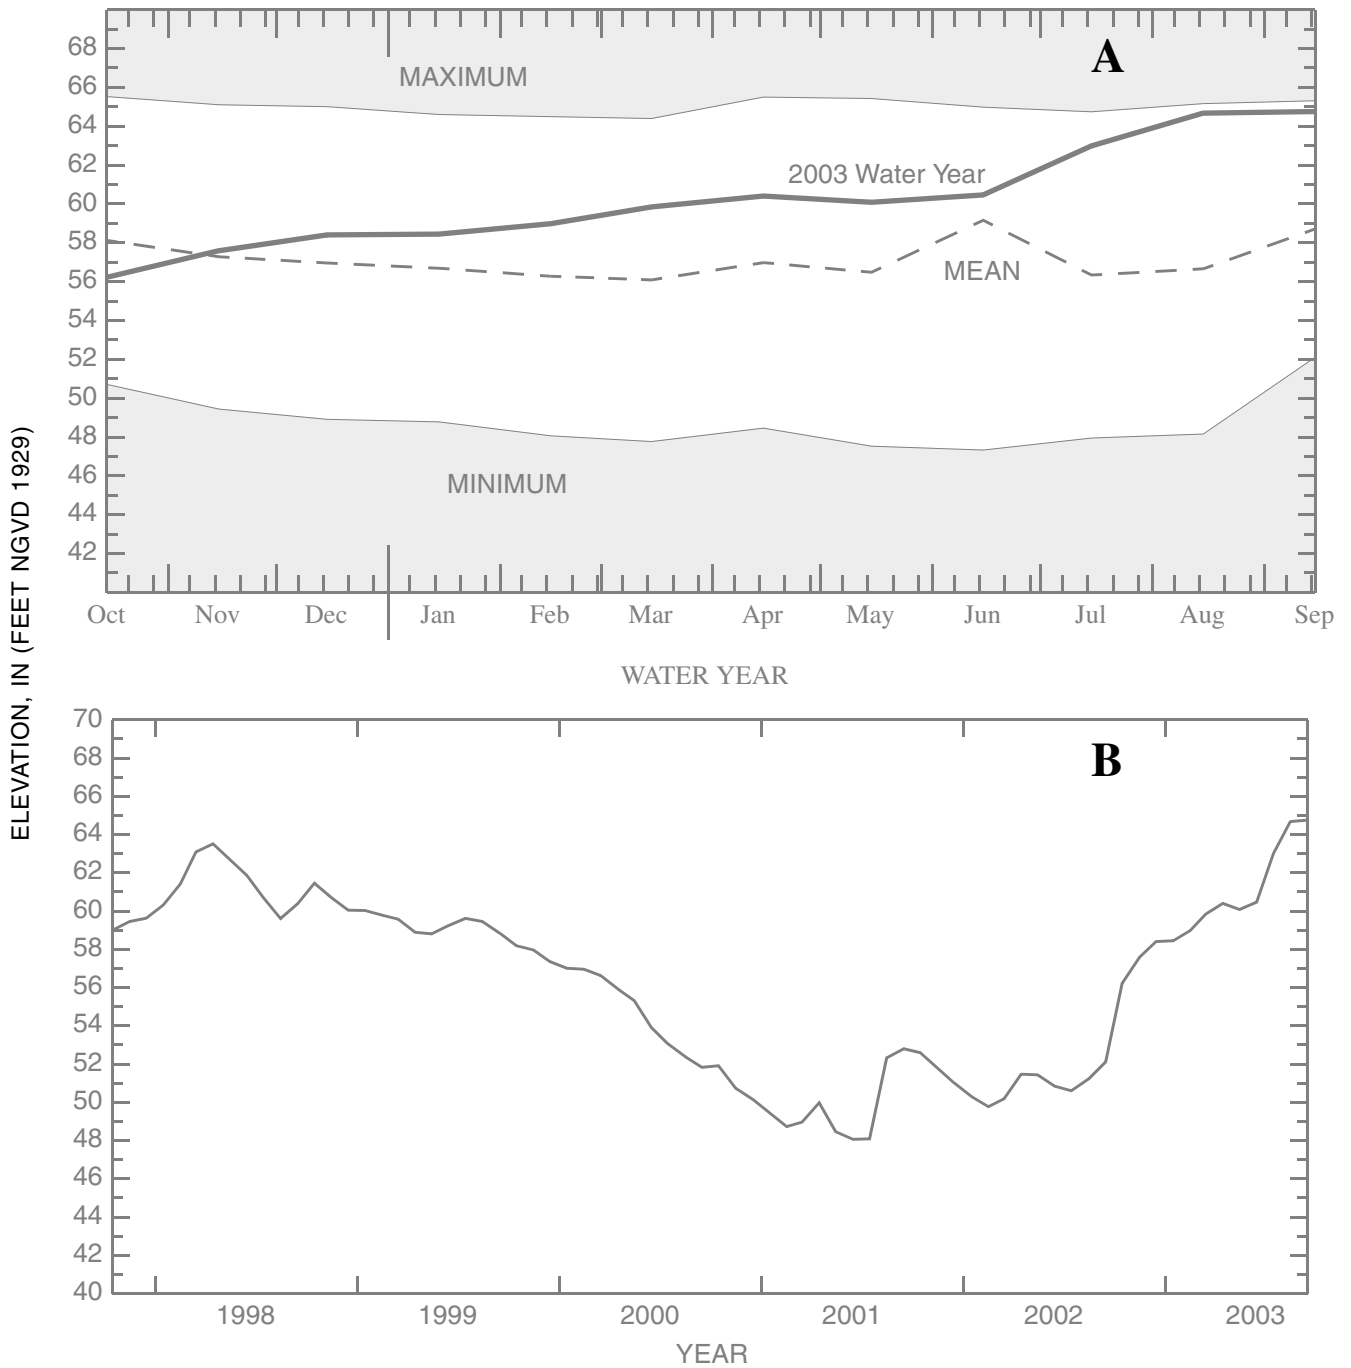 ELEVATION, IN (FEET NGVD 1929)
A
68
66
64
62
60
58
56
54
52
50
48
46
44
42
MAXIMUM
2003 Water Year
MEAN
MINIMUM
Oct Nov Dec Jan Feb Mar Apr May Jun Jul Aug Sep
WATER YEAR
B
70
68
66
64
62
60
58
56
54
52
50
48
46
44
42
40
1998 1999 2000 2001 2002 2003
YEAR